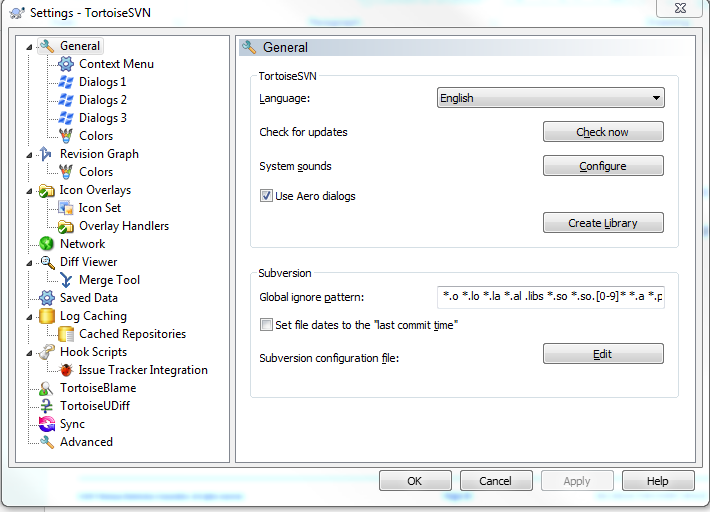 Settings - TortoiseSVN
General
Context Menu
Dialogs 1
Dialogs 2
Dialogs 3
Colors
Revision Graph
Colors
Icon Overlays
Icon Set
Overlay Handlers
Network
Diff Viewer
Merge Tool
Saved Data
Log Caching
Cached Repositories
Hook Scripts
Issue Tracker Integration
TortoiseBlame
TortoiseUDiff
Sync
Advanced
General
TortoiseSVN
Language: English
Check for updates Check now
System sounds Configure
Use Aero dialogs
Create Library
Subversion
Global ignore pattern: *.o *.lo *.la *.al .libs *.so *.so.[0-9]* *.a *.p
Set file dates to the "last commit time"
Subversion configuration file: Edit
OK Cancel Apply Help